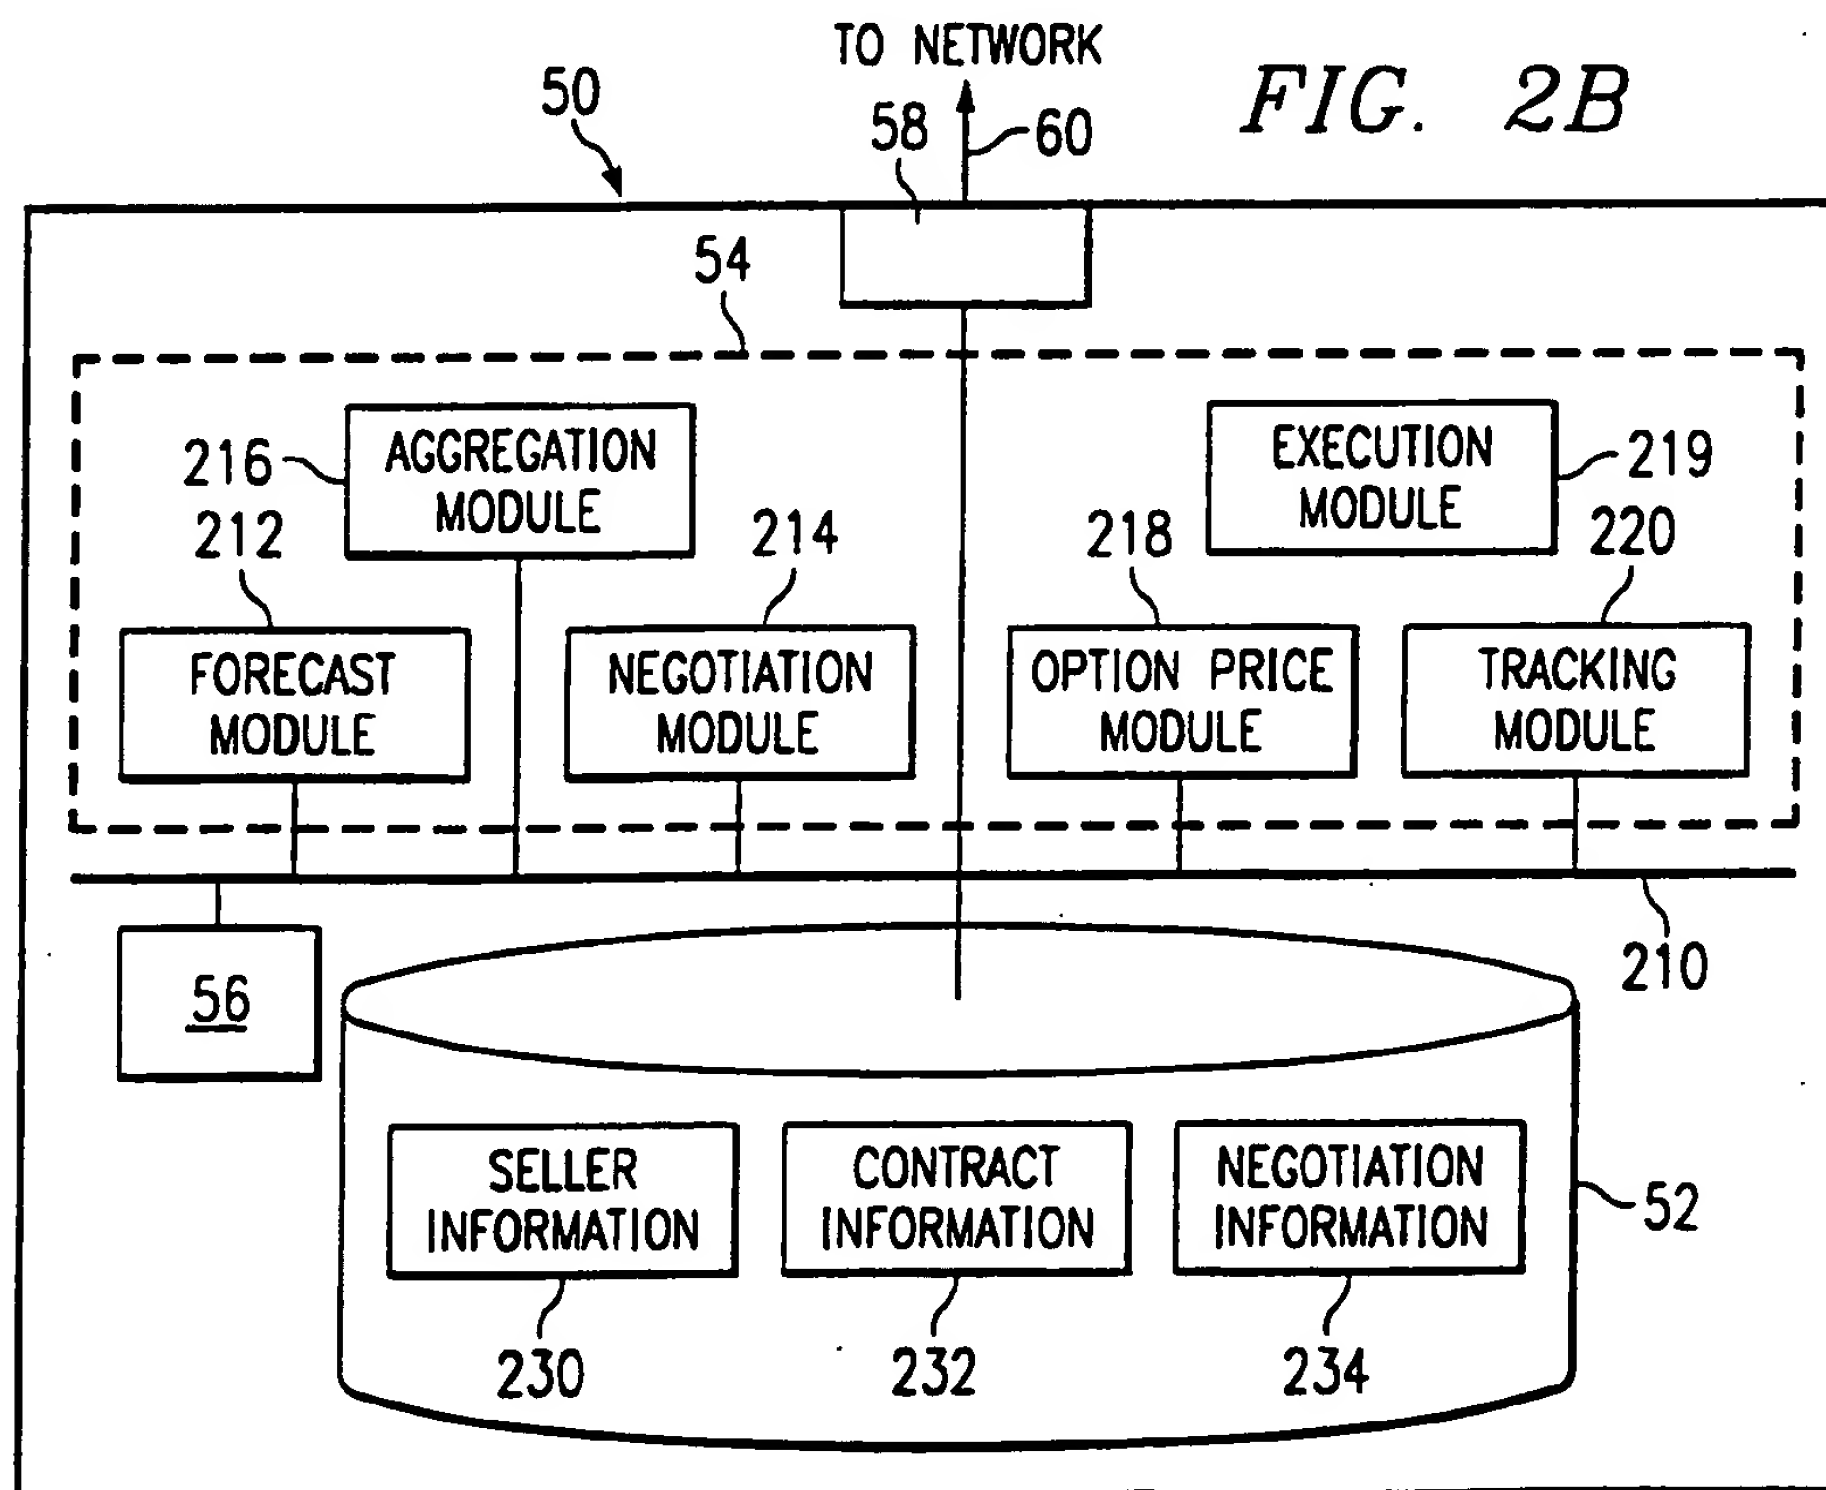 TO NETWORK
FIG. 2B
50
58
60
54
AGGREGATION
MODULE
216
EXECUTION
MODULE
219
212
214
218
220
FORECAST
MODULE
NEGOTIATION
MODULE
OPTION PRICE
MODULE
TRACKING
MODULE
210
56
SELLER
INFORMATION
CONTRACT
INFORMATION
NEGOTIATION
INFORMATION
52
230
232
234